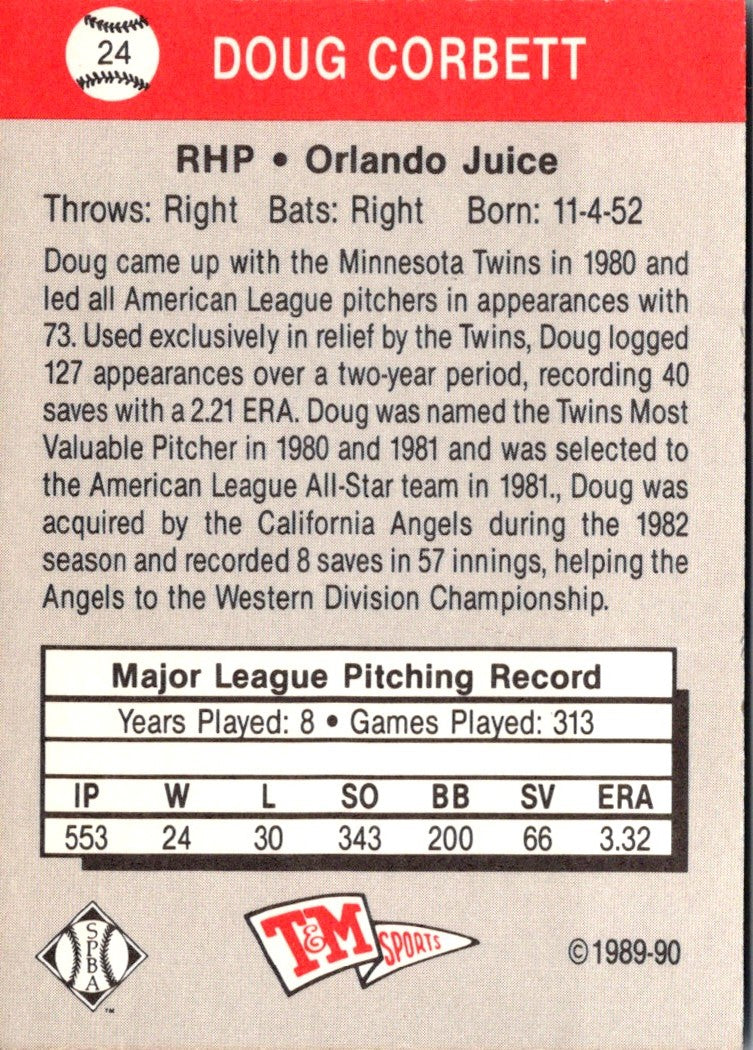 24
DOUG CORBETT
RHP • Orlando Juice
Throws: Right Bats: Right Born: 11-4-52
Doug came up with the Minnesota Twins in 1980 and
led all American League pitchers in appearances with
73. Used exclusively in relief by the Twins, Doug logged
127 appearances over a two-year period, recording 40
saves with a 2.21 ERA. Doug was named the Twins Most
Valuable Pitcher in 1980 and 1981 and was selected to
the American League All-Star team in 1981., Doug was
acquired by the California Angels during the 1982
season and recorded 8 saves in 57 innings, helping the
Angels to the Western Division Championship.
Major League Pitching Record
Years Played: 8 • Games Played: 313
IP W L SO BB SV ERA
553 24 30 343 200 66 3.32
SPBA
TM
T&M SPORTS
©1989-90